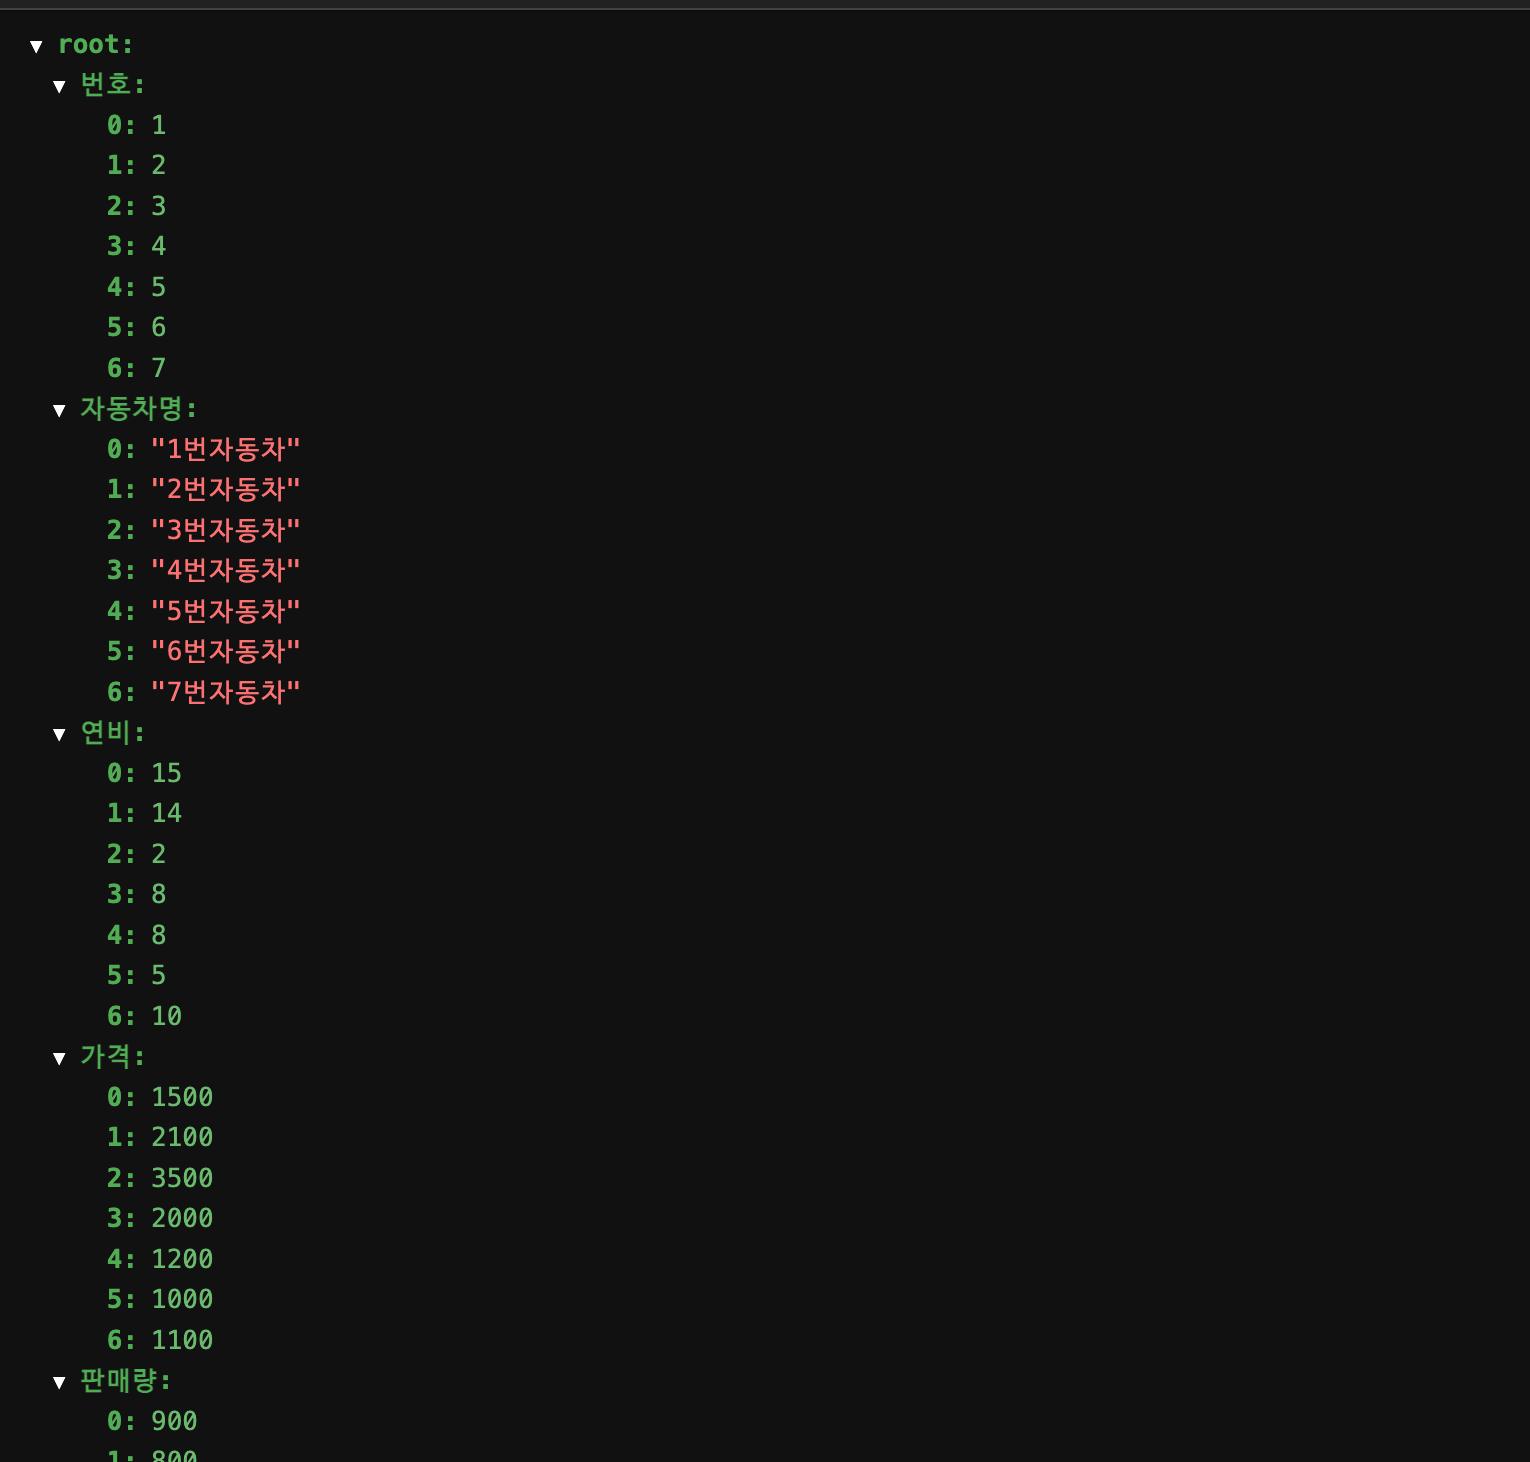 ▼ root:
▼ 번호:
0: 1
1: 2
2: 3
3: 4
4: 5
5: 6
6: 7
▼ 자동차명:
0: "1번자동차"
1: "2번자동차"
2: "3번자동차"
3: "4번자동차"
4: "5번자동차"
5: "6번자동차"
6: "7번자동차"
▼ 연비:
0: 15
1: 14
2: 2
3: 8
4: 8
5: 5
6: 10
▼ 가격:
0: 1500
1: 2100
2: 3500
3: 2000
4: 1200
5: 1000
6: 1100
▼ 판매량:
0: 900
1: 800